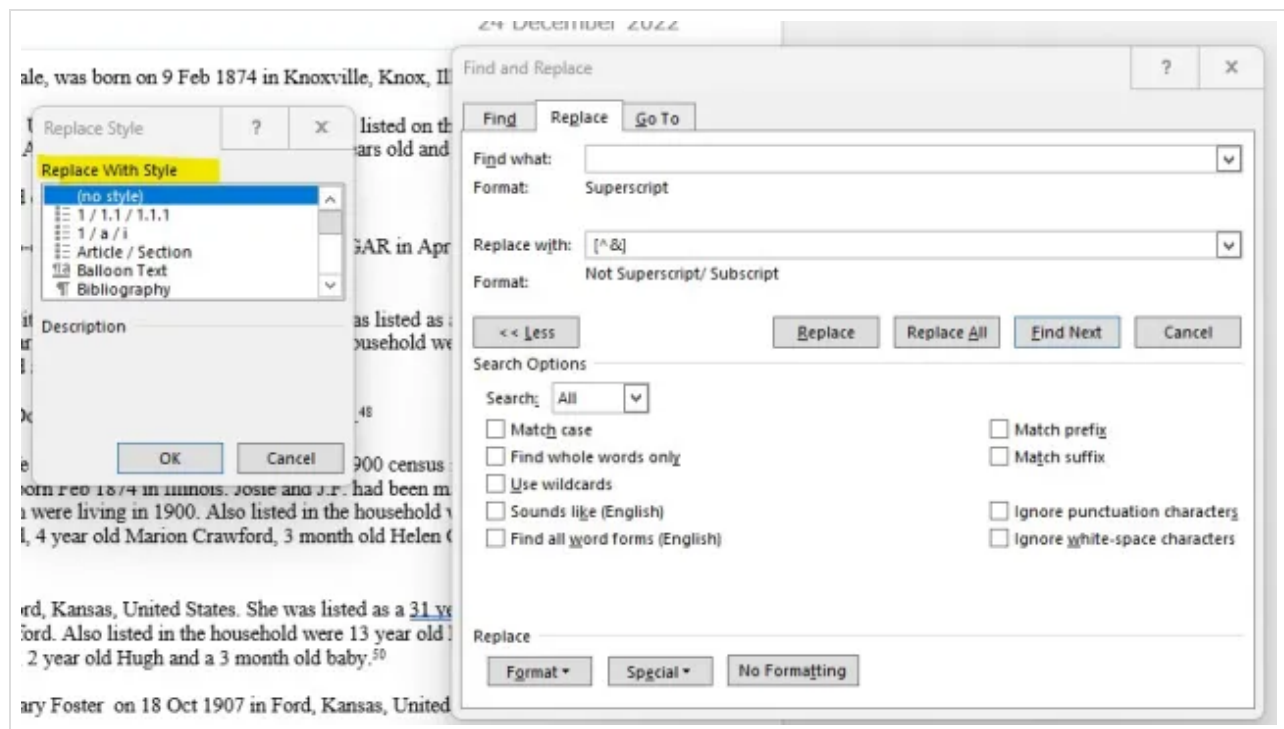 24 December 2022
ale, was born on 9 Feb 1874 in Knoxville, Knox, Ill
listed on th
ars old and
GAR in Apr
as listed as
ousehold we
48
900 census
orn Feb 1874 in Illinois. Josie and J.P. had been m
were living in 1900. Also listed in the household
, 4 year old Marion Crawford, 3 month old Helen
rd, Kansas, United States. She was listed as a 31 ye
ord. Also listed in the household were 13 year old
2 year old Hugh and a 3 month old baby.50
ary Foster on 18 Oct 1907 in Ford, Kansas, United
Replace Style
?
X
Replace With Style
(no style)
1 / 1.1 / 1.1.1
1 / a / i
Article / Section
Balloon Text
Bibliography
Description
OK
Cancel
Find and Replace
?
X
Find
Replace
Go To
Find what:
Format: Superscript
Replace with: [^&]
Format: Not Superscript/ Subscript
<< Less
Replace
Replace All
Find Next
Cancel
Search Options
Search: All
Match case
Find whole words only
Use wildcards
Sounds like (English)
Find all word forms (English)
Match prefix
Match suffix
Ignore punctuation characters
Ignore white-space characters
Replace
Format
Special
No Formatting